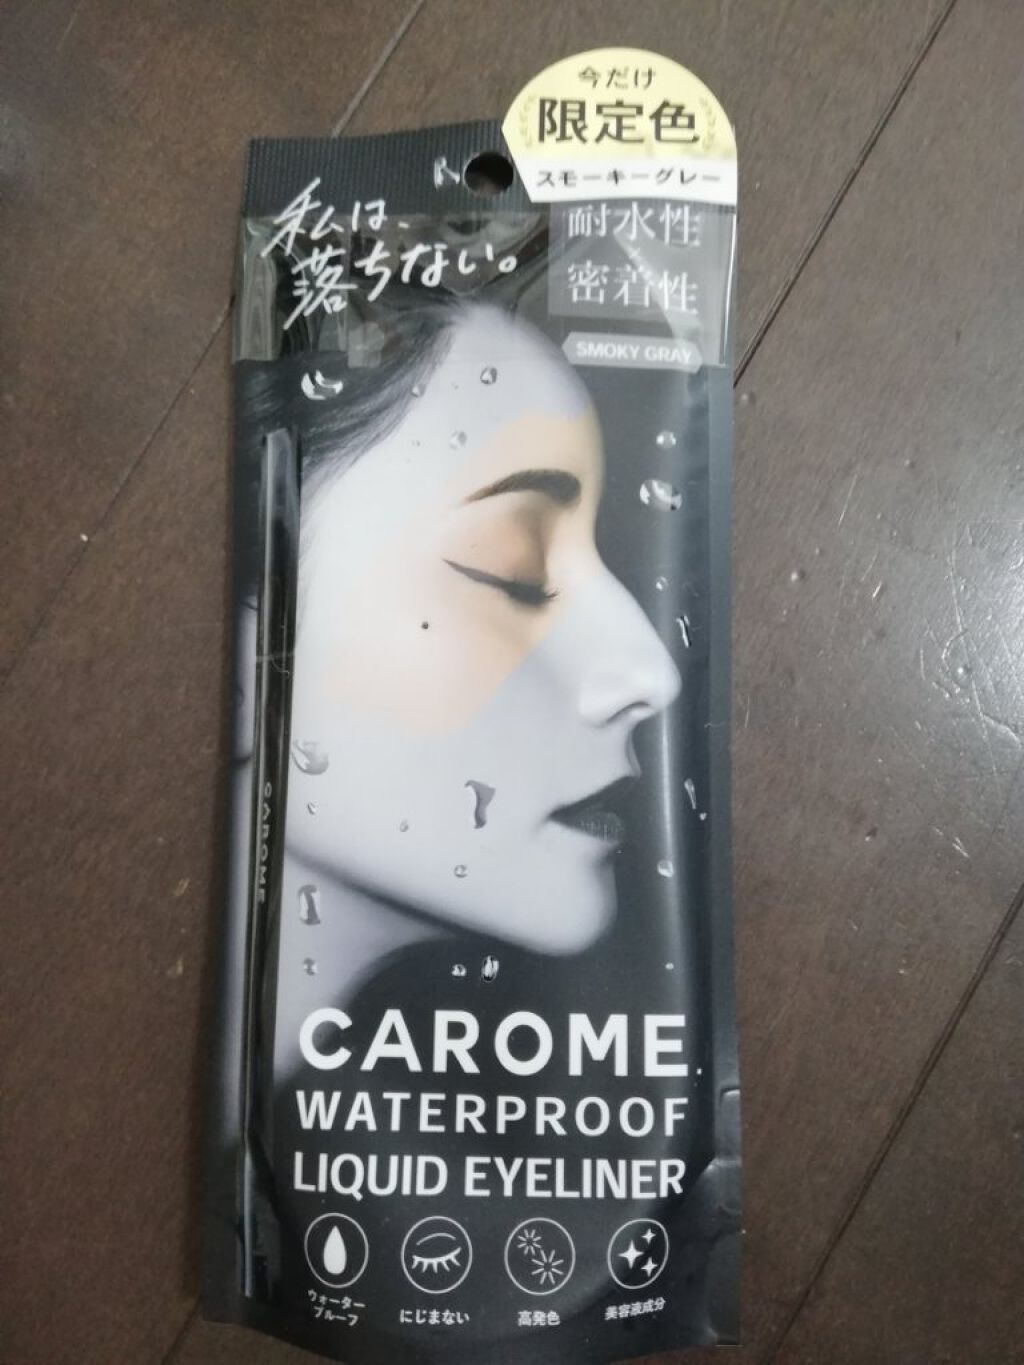 今だけ
限定色
スモーキーグレー
私は、
落ちない。
耐水性
×
密着性
SMOKY GRAY
CAROME
CAROME.
WATERPROOF
LIQUID EYELINER
ウォーター
プルーフ
にじまない
高発色
美容液成分